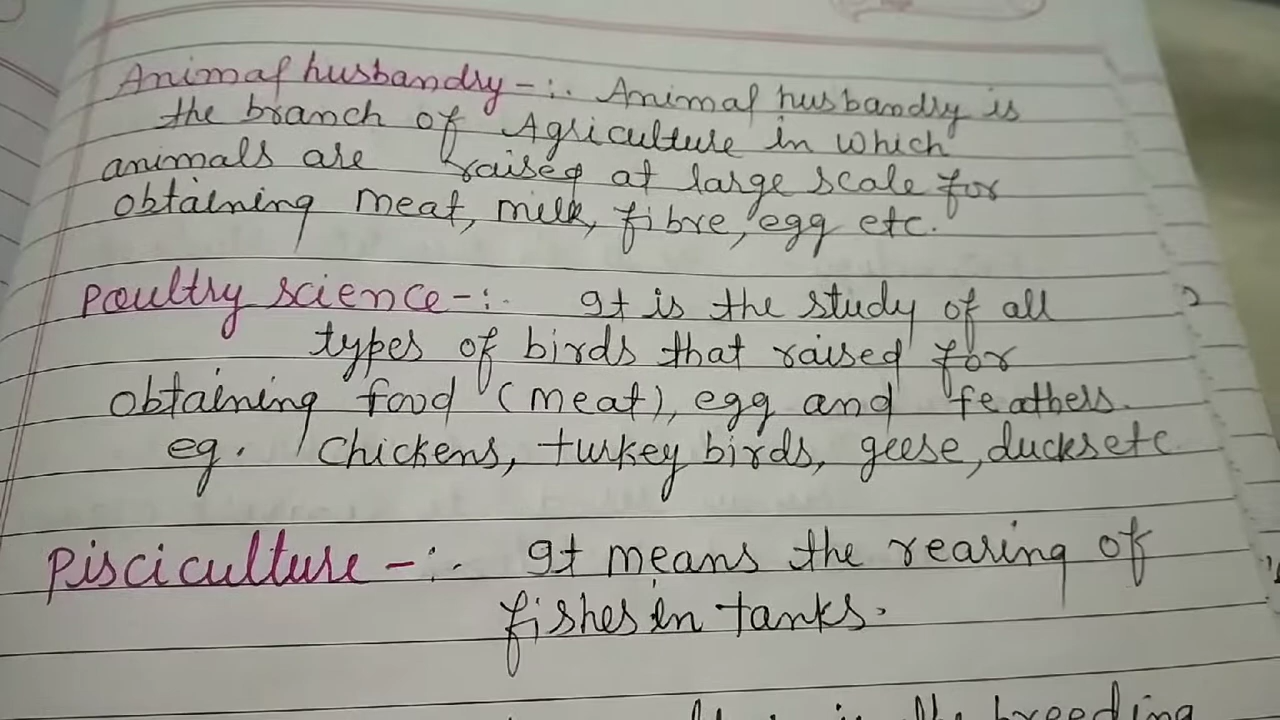 Animal husbandry -:. Animal husbandry is
the branch of Agriculture in which
animals are raised at large scale for
obtaining meat, milk, fibre, egg etc.
Poultry science -:. It is the study of all
types of birds that raised for
obtaining food (meat), egg and feathers.
eg. Chickens, turkey birds, geese, ducks etc
Pisciculture -:. It means the rearing of
fishes in tanks.
is the breeding